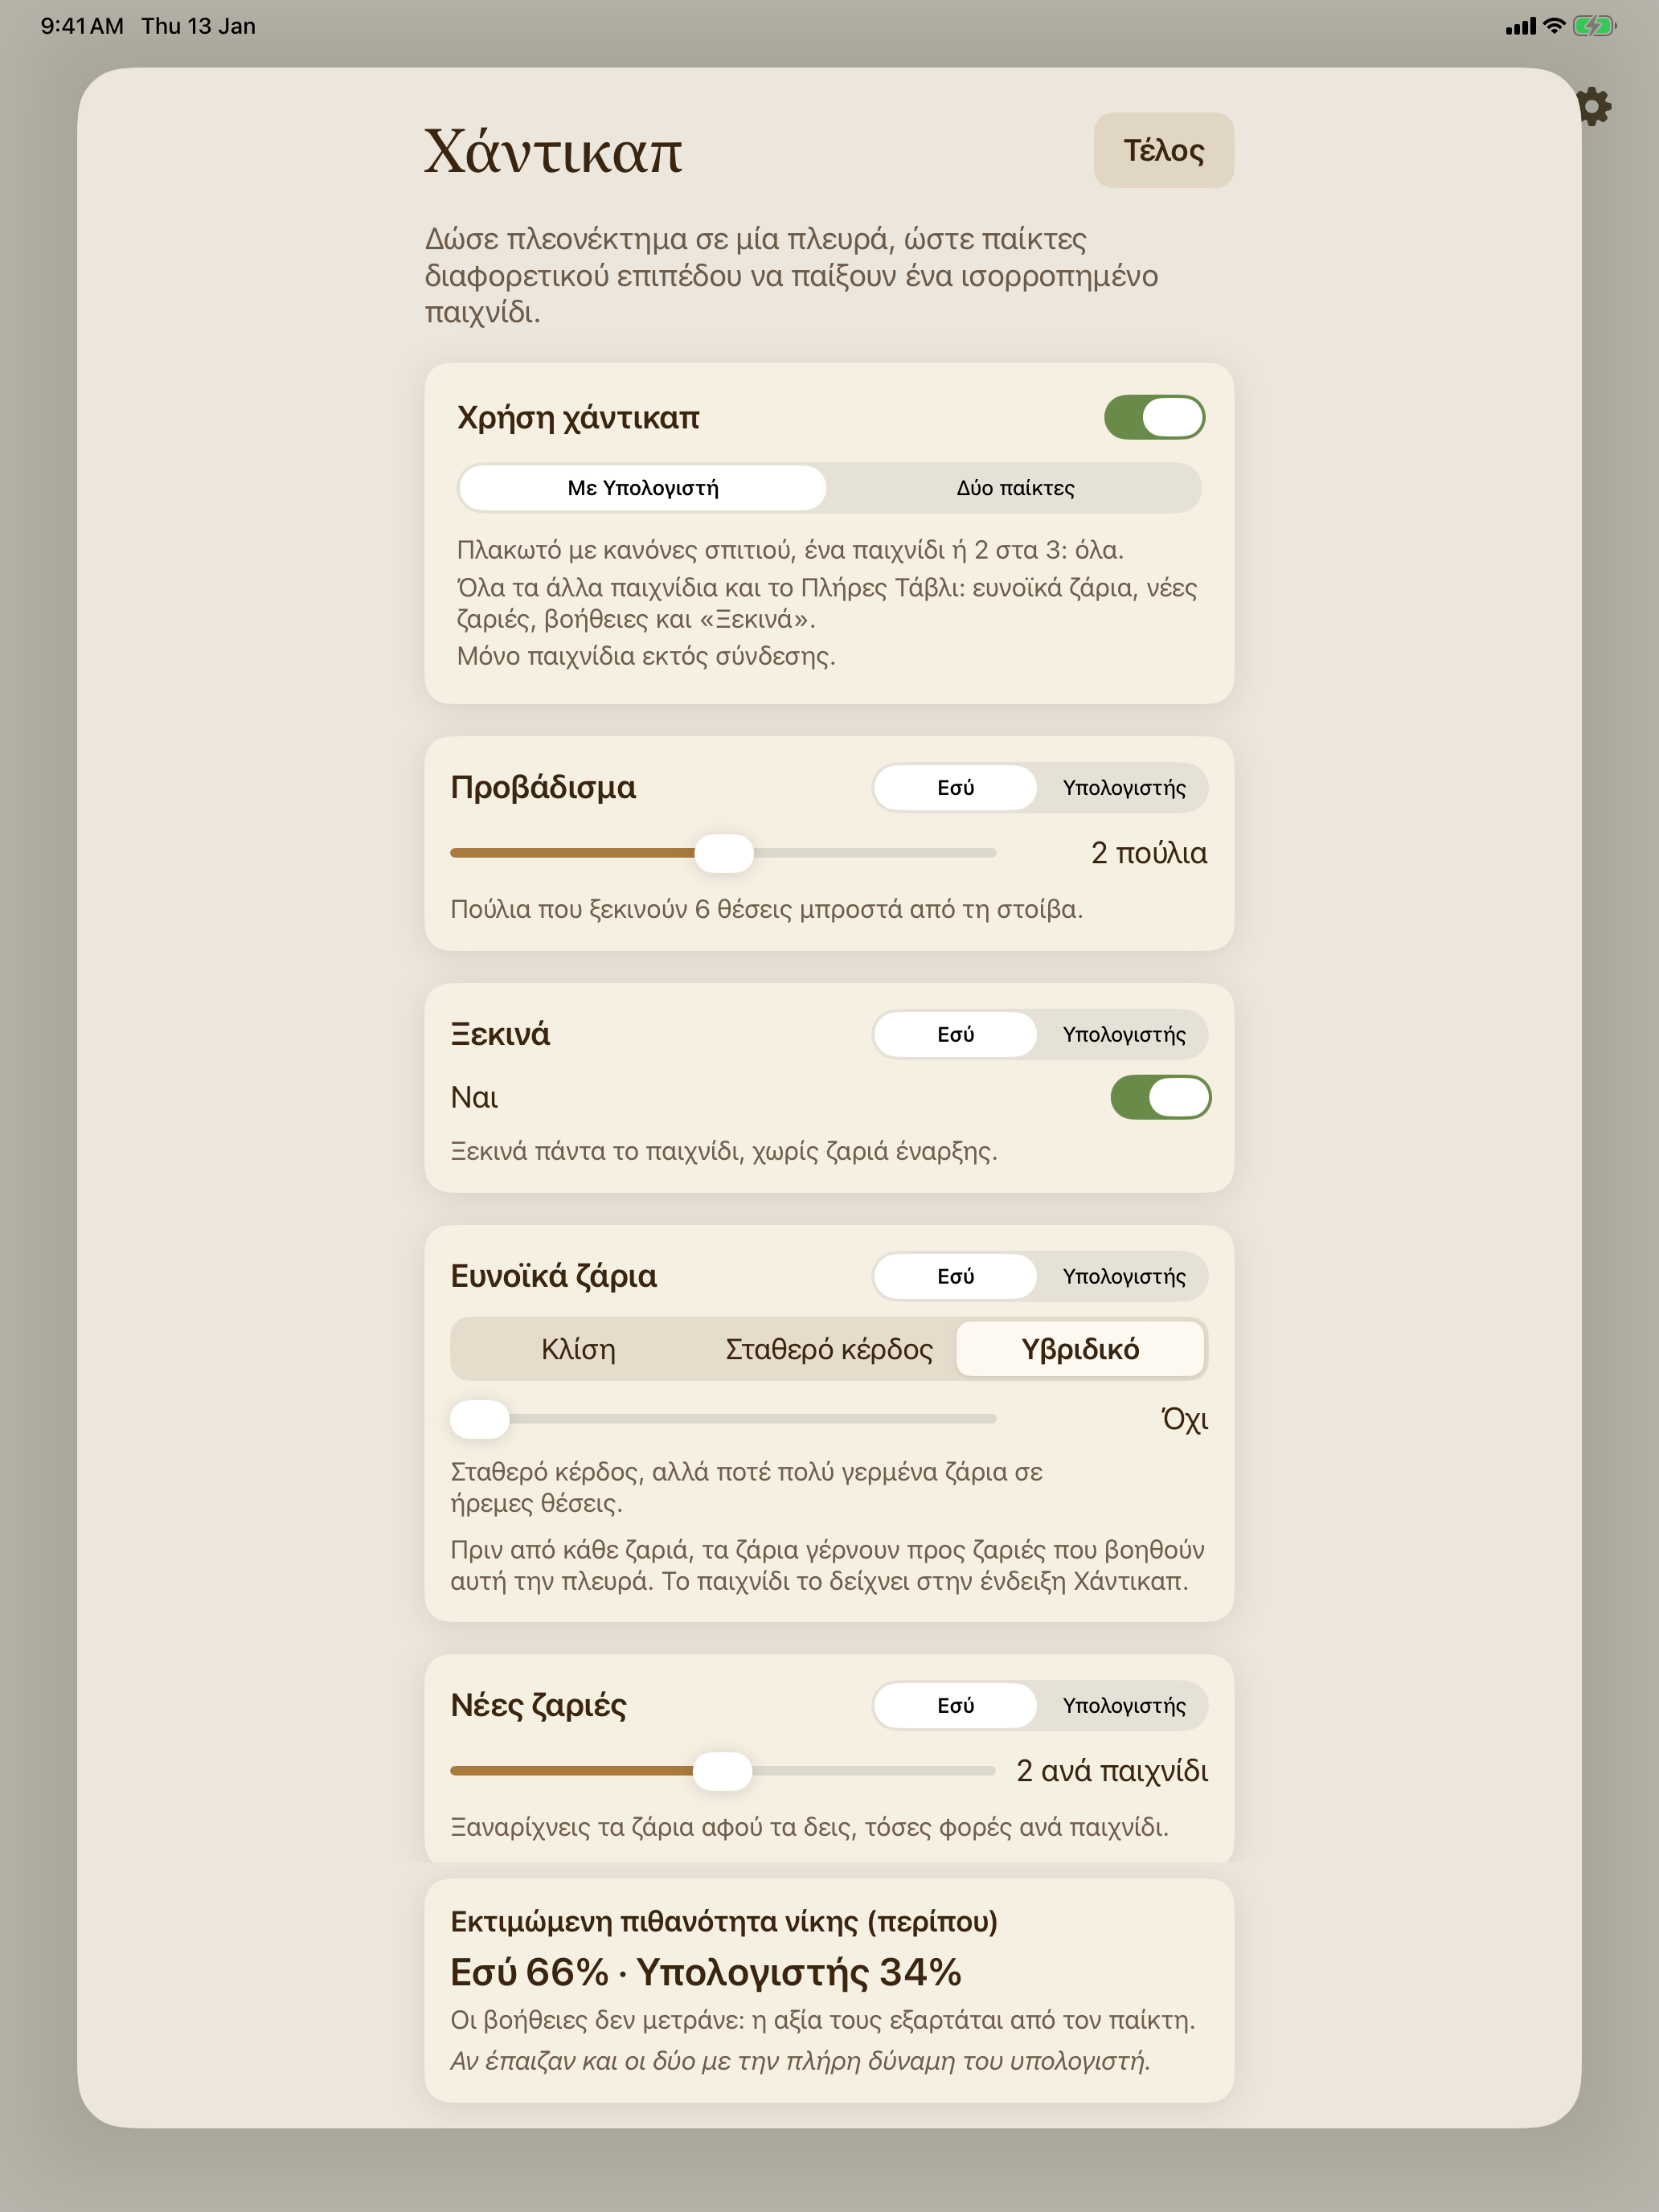 9:41 AM Thu 13 Jan
Χάντικαπ
Τέλος
Δώσε πλεονέκτημα σε μία πλευρά, ώστε παίκτες
διαφορετικού επιπέδου να παίξουν ένα ισορροπημένο
παιχνίδι.
Χρήση χάντικαπ
Με Υπολογιστή
Δύο παίκτες
Πλακωτό με κανόνες σπιτιού, ένα παιχνίδι ή 2 στα 3: όλα.
Όλα τα άλλα παιχνίδια και το Πλήρες Τάβλι: ευνοϊκά ζάρια, νέες
ζαριές, βοήθειες και «Ξεκινά».
Μόνο παιχνίδια εκτός σύνδεσης.
Προβάδισμα
Εσύ
Υπολογιστής
2 πούλια
Πούλια που ξεκινούν 6 θέσεις μπροστά από τη στοίβα.
Ξεκινά
Εσύ
Υπολογιστής
Ναι
Ξεκινά πάντα το παιχνίδι, χωρίς ζαριά έναρξης.
Ευνοϊκά ζάρια
Εσύ
Υπολογιστής
Κλίση
Σταθερό κέρδος
Υβριδικό
Όχι
Σταθερό κέρδος, αλλά ποτέ πολύ γερμένα ζάρια σε
ήρεμες θέσεις.
Πριν από κάθε ζαριά, τα ζάρια γέρνουν προς ζαριές που βοηθούν
αυτή την πλευρά. Το παιχνίδι το δείχνει στην ένδειξη Χάντικαπ.
Νέες ζαριές
Εσύ
Υπολογιστής
2 ανά παιχνίδι
Ξαναρίχνεις τα ζάρια αφού τα δεις, τόσες φορές ανά παιχνίδι.
Εκτιμώμενη πιθανότητα νίκης (περίπου)
Εσύ 66% · Υπολογιστής 34%
Οι βοήθειες δεν μετράνε: η αξία τους εξαρτάται από τον παίκτη.
Αν έπαιζαν και οι δύο με την πλήρη δύναμη του υπολογιστή.